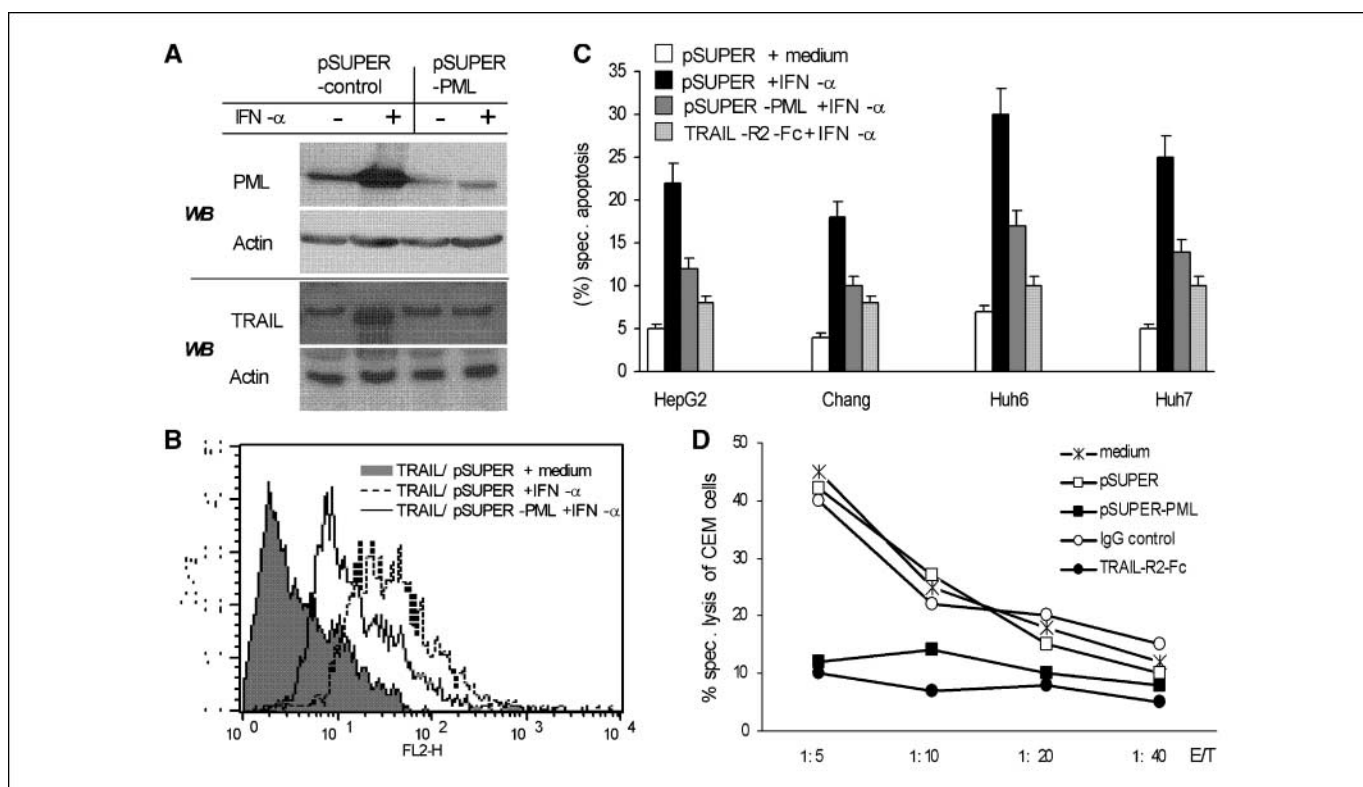 A
pSUPER -control
pSUPER -PML
IFN -α - + - +
PML
WB
Actin
TRAIL
WB
Actin
B
TRAIL/ pSUPER + medium
TRAIL/ pSUPER +IFN -α
TRAIL/ pSUPER -PML +IFN -α
10 0 10 1 10 2 10 3 10 4
FL2-H
C
pSUPER + medium
pSUPER +IFN -α
pSUPER -PML +IFN -α
TRAIL -R2 -Fc+IFN -α
(%) spec. apoptosis
35
30
25
20
15
10
5
0
HepG2 Chang Huh6 Huh7
D
medium
pSUPER
pSUPER-PML
IgG control
TRAIL-R2-Fc
% spec. lysis of CEM cells
50
40
30
20
10
0
1: 5 1: 10 1: 20 1: 40 E/T